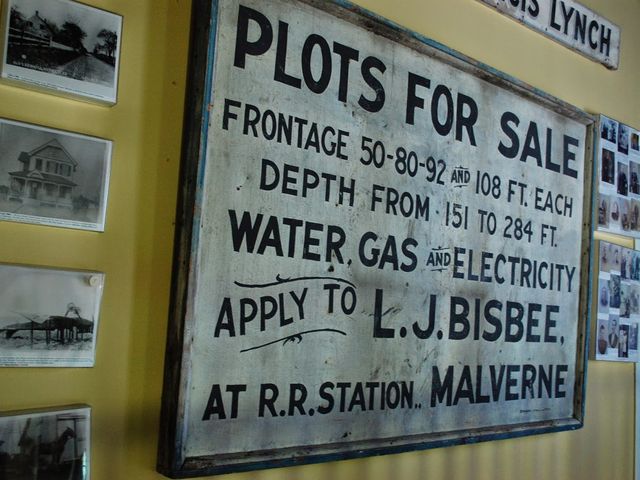 LYNCH
PLOTS FOR SALE
FRONTAGE 50-80-92 AND 108 FT. EACH
DEPTH FROM 151 TO 284 FT.
WATER, GAS AND ELECTRICITY
APPLY TO L.J. BISBEE,
AT R.R. STATION., MALVERNE